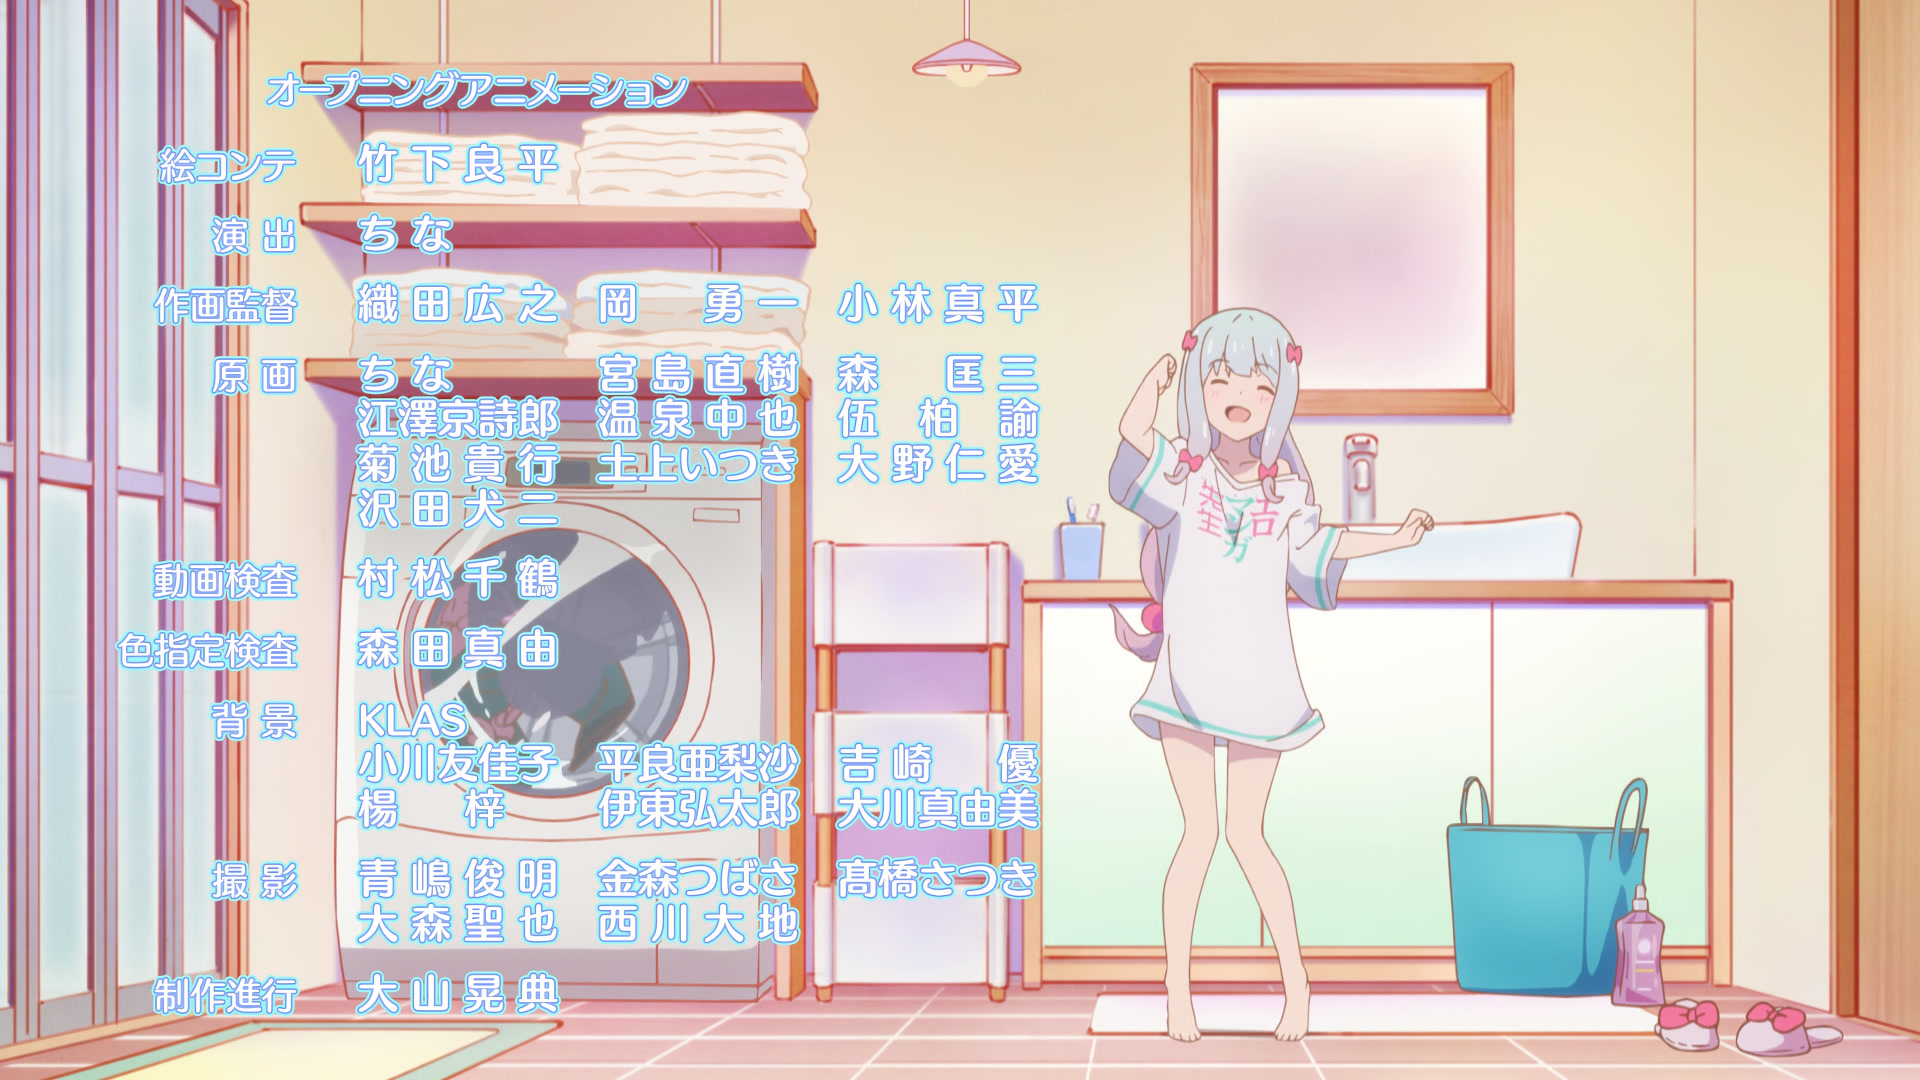 オープニングアニメーション
絵コンテ 竹下良平
演出 ちな
作画監督 織田広之 岡勇一 小林真平
原画 ちな 宮島直樹 森匡三
江澤京詩郎 温泉中也 伍柏諭
菊池貴行 土上いつき 大野仁愛
沢田犬二
動画検査 村松千鶴
色指定検査 森田真由
背景 KLAS
小川友佳子 平良亜梨沙 吉崎優
楊梓 伊東弘太郎 大川真由美
撮影 青嶋俊明 金森つばさ 髙橋さつき
大森聖也 西川大地
制作進行 大山晃典
エロ
マンガ
先生